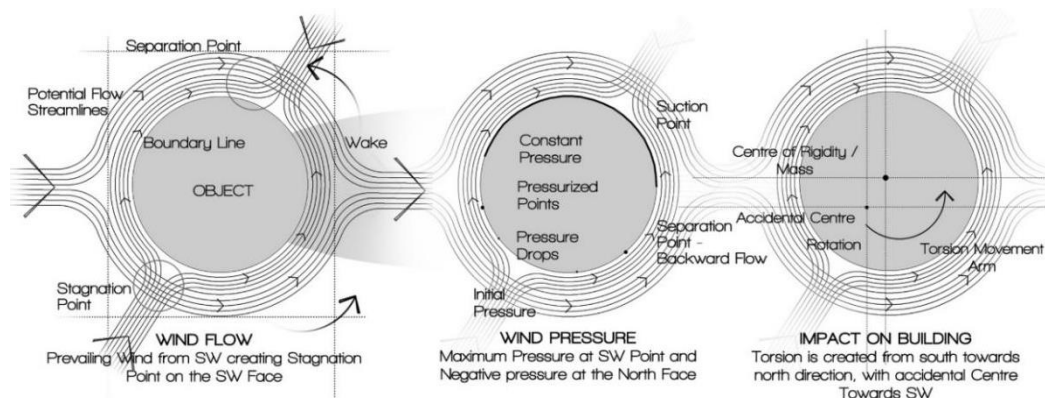 Separation Point
Potential Flow
Streamlines
Boundary Line
Wake
OBJECT
Stagnation
Point
WIND FLOW
Prevailing Wind from SW creating Stagnation
Point on the SW Face
Suction
Point
Constant
Pressure
Pressurized
Points
Pressure
Drops
Separation
Point -
Backward Flow
Initial
Pressure
WIND PRESSURE
Maximum Pressure at SW Point and
Negative pressure at the North Face
Centre of Rigidity /
Mass
Accidental Centre
Rotation
Torsion Movement
Arm
IMPACT ON BUILDING
Torsion is created from south towards
north direction, with accidental Centre
Towards SW